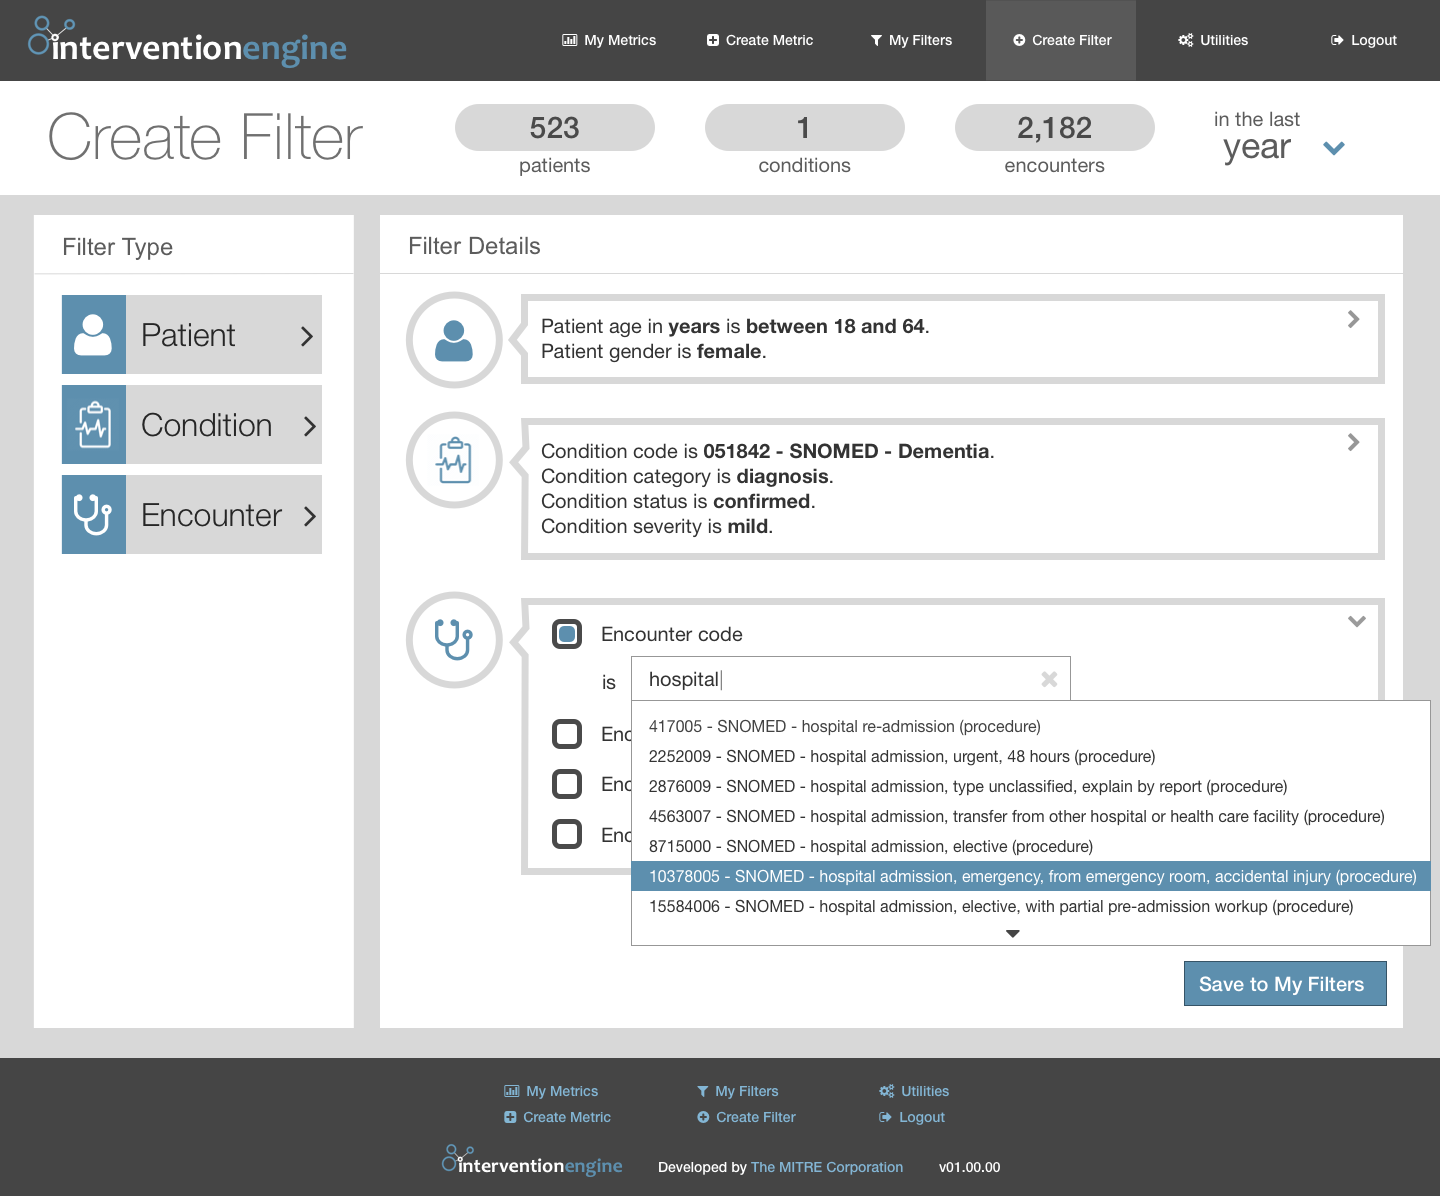 interventionengine
My Metrics
Create Metric
My Filters
Create Filter
Utilities
Logout
Create Filter
523
patients
1
conditions
2,182
encounters
in the last
year
Filter Type
Patient
Condition
Encounter
Filter Details
Patient age in years is between 18 and 64.
Patient gender is female.
Condition code is 051842 - SNOMED - Dementia.
Condition category is diagnosis.
Condition status is confirmed.
Condition severity is mild.
Encounter code
is hospital
417005 - SNOMED - hospital re-admission (procedure)
2252009 - SNOMED - hospital admission, urgent, 48 hours (procedure)
2876009 - SNOMED - hospital admission, type unclassified, explain by report (procedure)
4563007 - SNOMED - hospital admission, transfer from other hospital or health care facility (procedure)
8715000 - SNOMED - hospital admission, elective (procedure)
10378005 - SNOMED - hospital admission, emergency, from emergency room, accidental injury (procedure)
15584006 - SNOMED - hospital admission, elective, with partial pre-admission workup (procedure)
Save to My Filters
My Metrics
My Filters
Utilities
Create Metric
Create Filter
Logout
interventionengine
Developed by The MITRE Corporation
v01.00.00